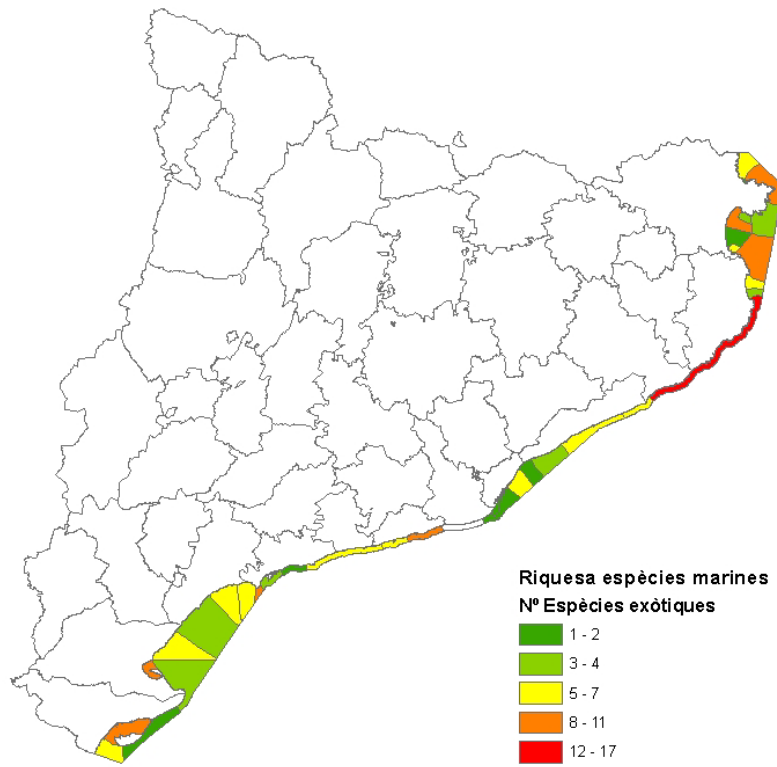 Riquesa espècies marines
Nº Espècies exòtiques
1 - 2
3 - 4
5 - 7
8 - 11
12 - 17